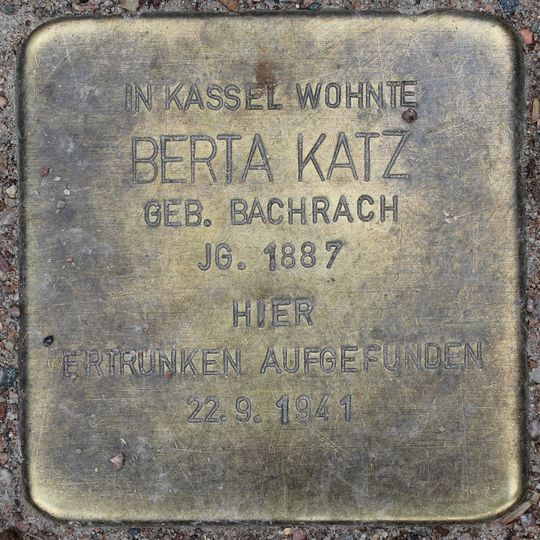 IN KASSEL WOHNTE
BERTA KATZ
GEB. BACHRACH
JG. 1887
HIER
ERTRUNKEN AUFGEFUNDEN
22.9.1941